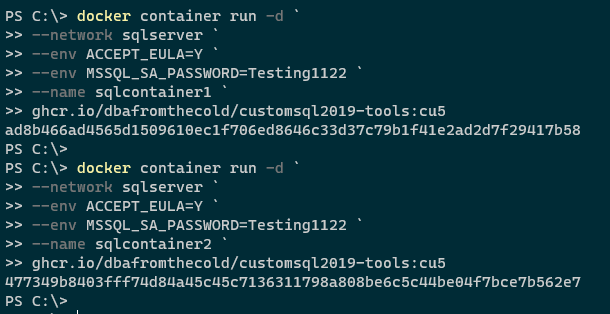 PS C:\> docker container run -d `
>> --network sqlserver `
>> --env ACCEPT_EULA=Y `
>> --env MSSQL_SA_PASSWORD=Testing1122 `
>> --name sqlcontainer1 `
>> ghcr.io/dbafromthecold/customsql2019-tools:cu5
ad8b466ad4565d1509610ec1f706ed8646c33d37c79b1f41e2ad2d7f29417b58
PS C:\>
PS C:\> docker container run -d `
>> --network sqlserver `
>> --env ACCEPT_EULA=Y `
>> --env MSSQL_SA_PASSWORD=Testing1122 `
>> --name sqlcontainer2 `
>> ghcr.io/dbafromthecold/customsql2019-tools:cu5
477349b8403fff74d84a45c45c7136311798a808be6c5c44be04f7bce7b562e7
PS C:\>